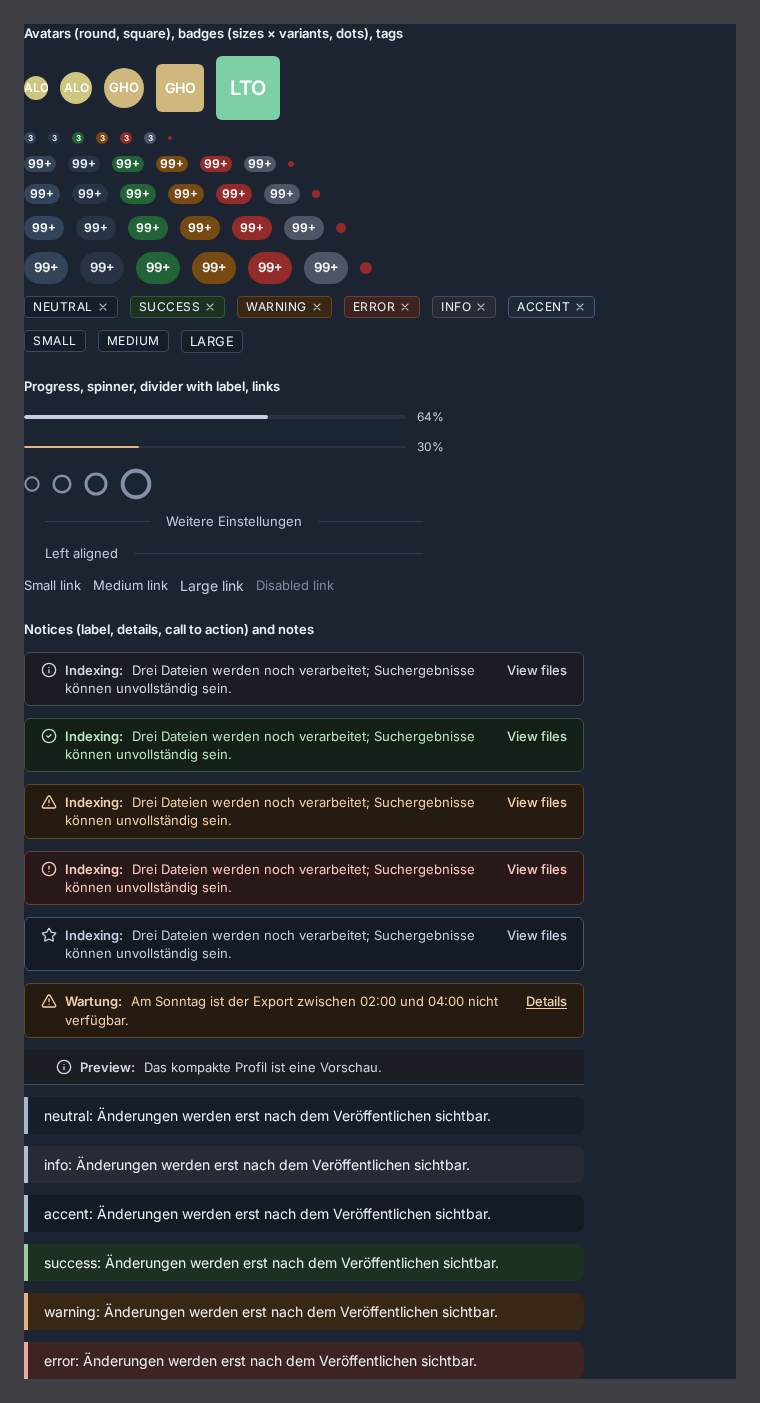 Avatars (round, square), badges (sizes × variants, dots), tags
ALO ALO GHO GHO LTO
3 3 3 3 3 3
99+ 99+ 99+ 99+ 99+ 99+
99+ 99+ 99+ 99+ 99+ 99+
99+ 99+ 99+ 99+ 99+ 99+
99+ 99+ 99+ 99+ 99+ 99+
NEUTRAL SUCCESS WARNING ERROR INFO ACCENT
SMALL MEDIUM LARGE
Progress, spinner, divider with label, links
64%
30%
Weitere Einstellungen
Left aligned
Small link Medium link Large link Disabled link
Notices (label, details, call to action) and notes
Indexing: Drei Dateien werden noch verarbeitet; Suchergebnisse View files
können unvollständig sein.
Indexing: Drei Dateien werden noch verarbeitet; Suchergebnisse View files
können unvollständig sein.
Indexing: Drei Dateien werden noch verarbeitet; Suchergebnisse View files
können unvollständig sein.
Indexing: Drei Dateien werden noch verarbeitet; Suchergebnisse View files
können unvollständig sein.
Indexing: Drei Dateien werden noch verarbeitet; Suchergebnisse View files
können unvollständig sein.
Wartung: Am Sonntag ist der Export zwischen 02:00 und 04:00 nicht Details
verfügbar.
Preview: Das kompakte Profil ist eine Vorschau.
neutral: Änderungen werden erst nach dem Veröffentlichen sichtbar.
info: Änderungen werden erst nach dem Veröffentlichen sichtbar.
accent: Änderungen werden erst nach dem Veröffentlichen sichtbar.
success: Änderungen werden erst nach dem Veröffentlichen sichtbar.
warning: Änderungen werden erst nach dem Veröffentlichen sichtbar.
error: Änderungen werden erst nach dem Veröffentlichen sichtbar.